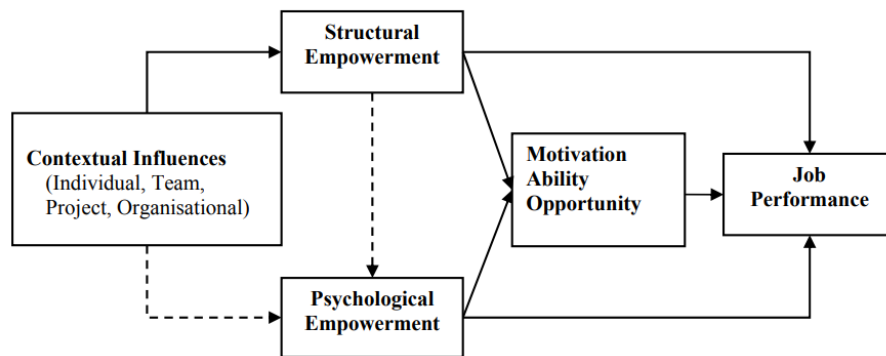 Structural
Empowerment
Contextual Influences
(Individual, Team,
Project, Organisational)
Motivation
Ability
Opportunity
Job
Performance
Psychological
Empowerment